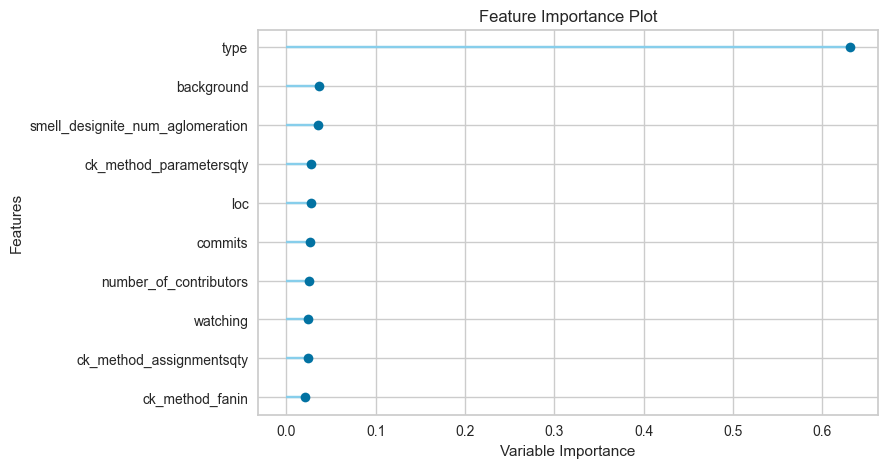 Feature Importance Plot
type
background
smell_designite_num_aglomeration
ck_method_parametersqty
loc
commits
number_of_contributors
watching
ck_method_assignmentsqty
ck_method_fanin
Features
0.0 0.1 0.2 0.3 0.4 0.5 0.6
Variable Importance